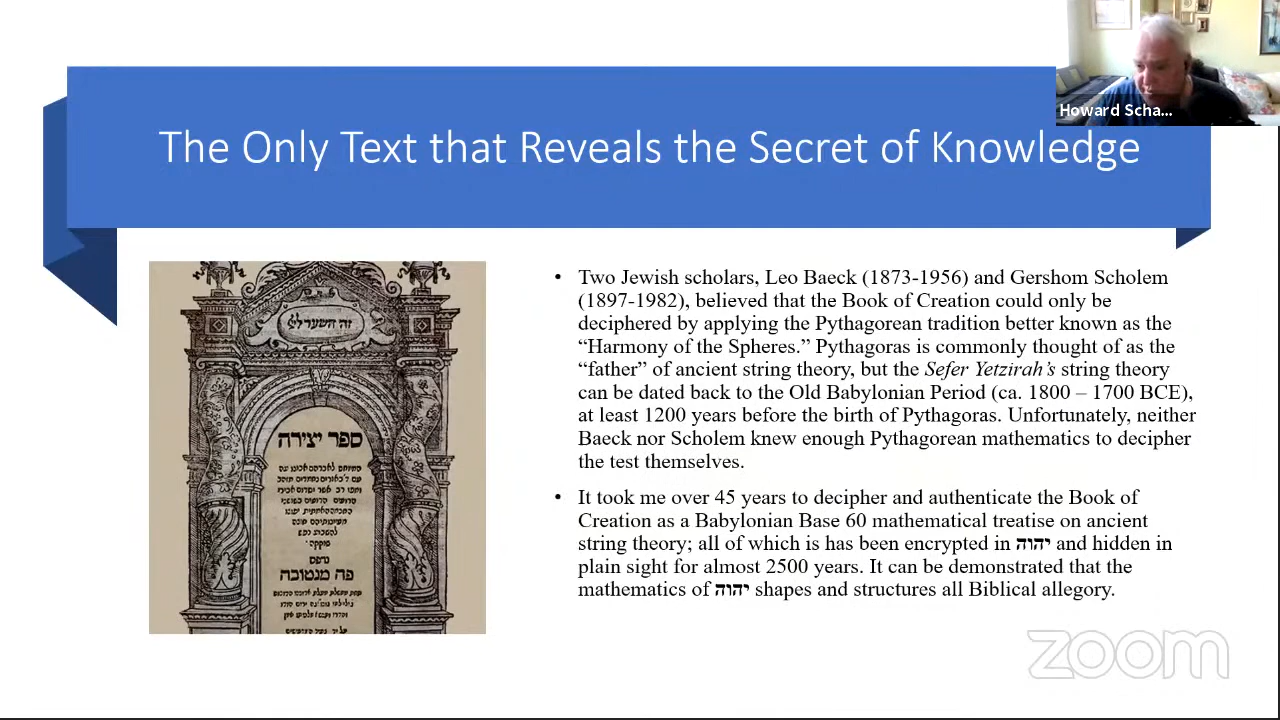 Howard Scha...
The Only Text that Reveals the Secret of Knowledge
זה השער לה׳
ספר יצירה
נדפס
פה מנטובה
• Two Jewish scholars, Leo Baeck (1873-1956) and Gershom Scholem
(1897-1982), believed that the Book of Creation could only be
deciphered by applying the Pythagorean tradition better known as the
“Harmony of the Spheres.” Pythagoras is commonly thought of as the
“father” of ancient string theory, but the Sefer Yetzirah’s string theory
can be dated back to the Old Babylonian Period (ca. 1800 – 1700 BCE),
at least 1200 years before the birth of Pythagoras. Unfortunately, neither
Baeck nor Scholem knew enough Pythagorean mathematics to decipher
the test themselves.
• It took me over 45 years to decipher and authenticate the Book of
Creation as a Babylonian Base 60 mathematical treatise on ancient
string theory; all of which is has been encrypted in יהוה and hidden in
plain sight for almost 2500 years. It can be demonstrated that the
mathematics of יהוה shapes and structures all Biblical allegory.
zoom